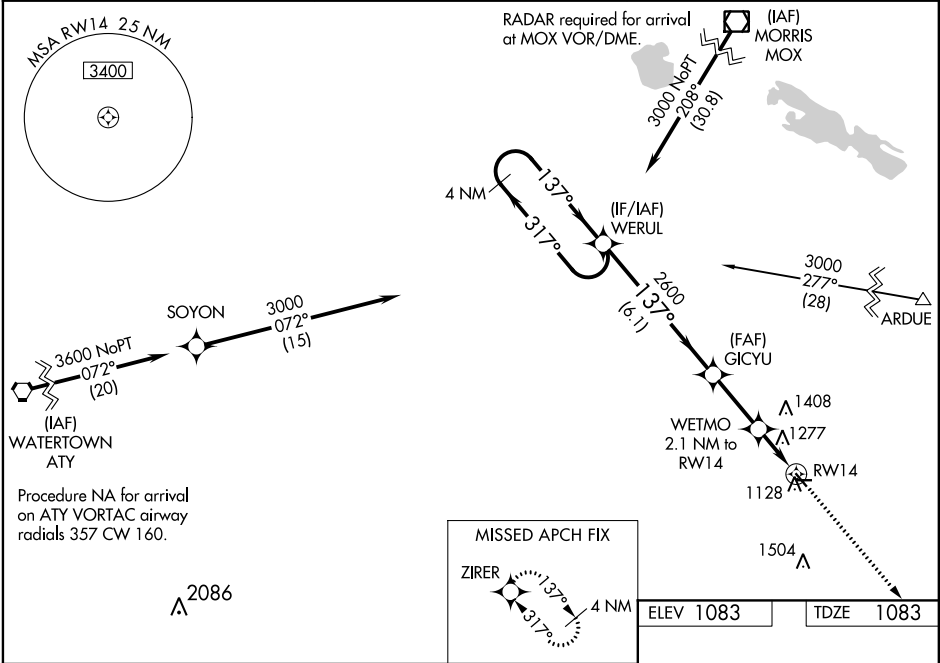 MSA RW14 25 NM
3400
RADAR required for arrival
at MOX VOR/DME.
(IAF)
MORRIS
MOX
3000 NoPT
208°
(30.8)
4 NM
137°
317°
(IF/IAF)
WERUL
2600
137°
(6.1)
3000
277°
(28)
ARDUE
SOYON
3000
072°
(15)
3600 NoPT
072°
(20)
(IAF)
WATERTOWN
ATY
(FAF)
GICYU
1408
WETMO
2.1 NM to
RW14
1277
RW14
1128
Procedure NA for arrival
on ATY VORTAC airway
radials 357 CW 160.
1504
2086
MISSED APCH FIX
ZIRER
137°
317°
4 NM
ELEV 1083
TDZE 1083